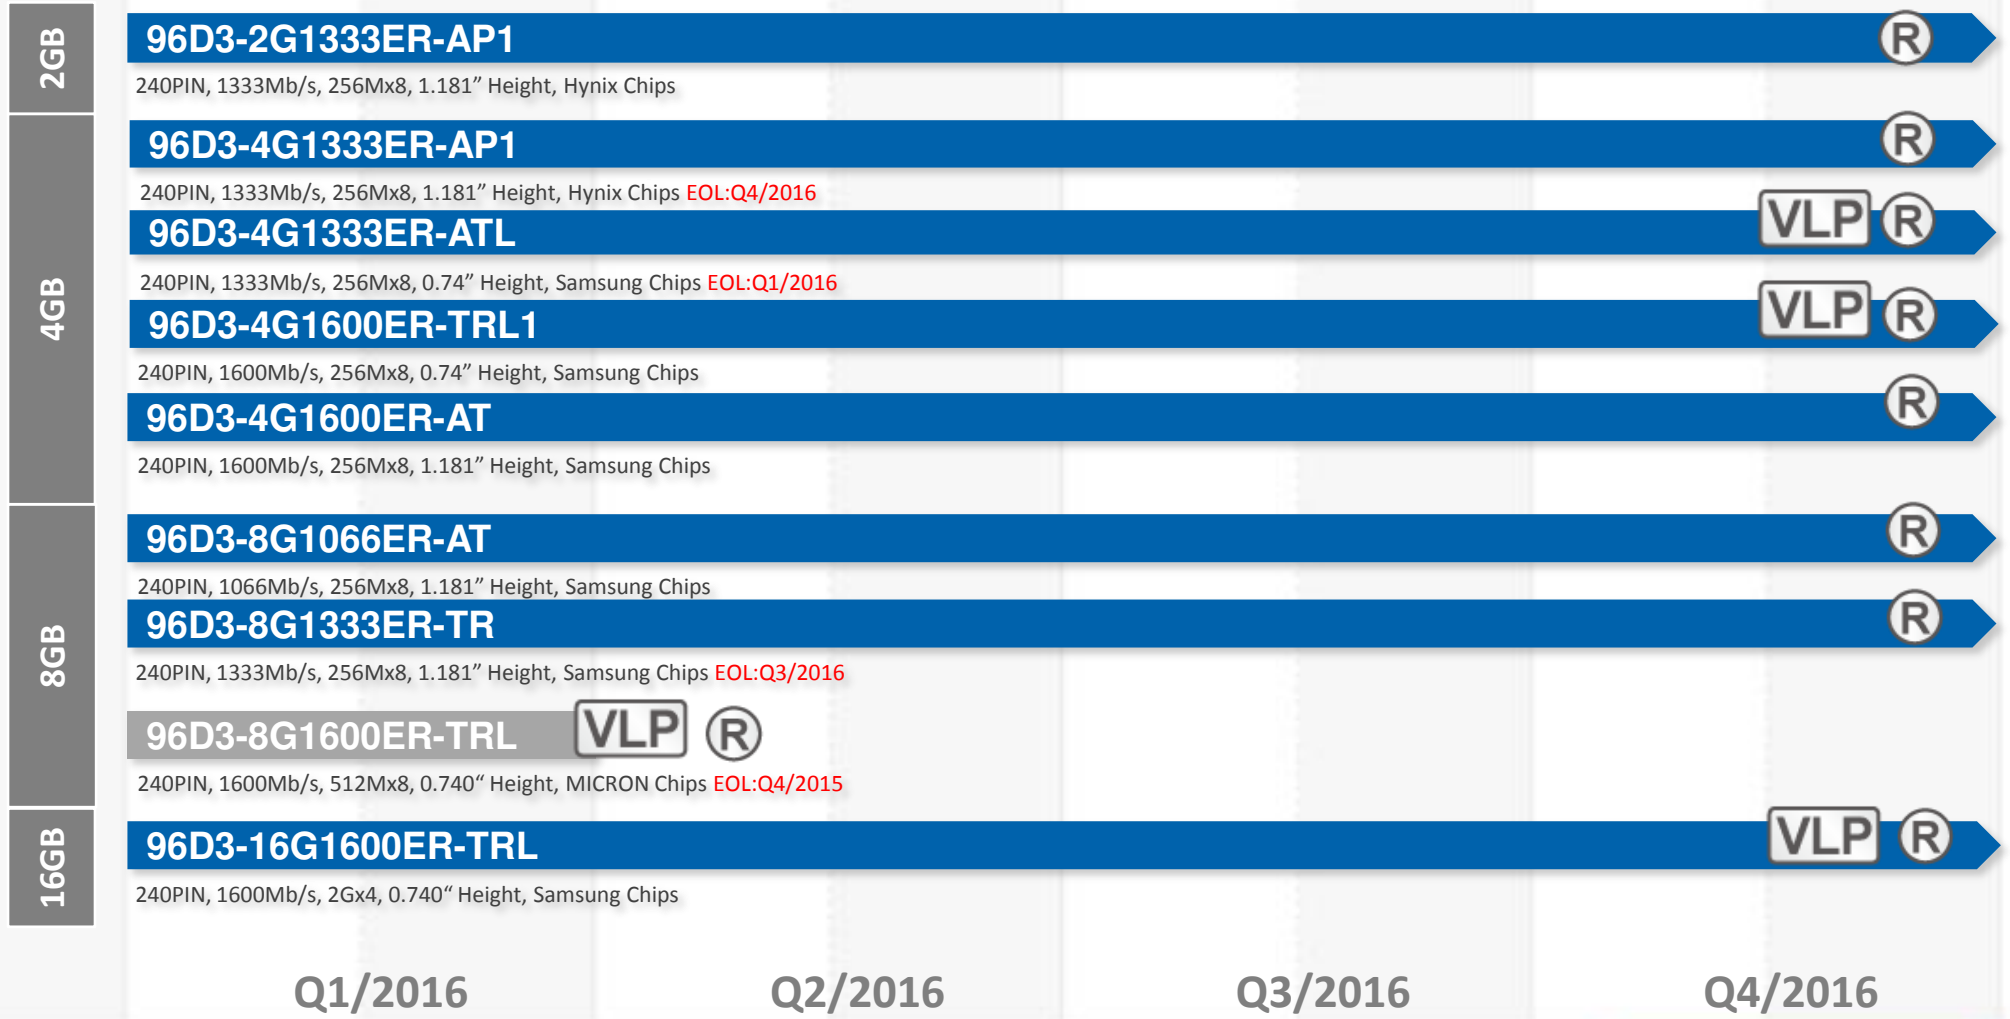 2GB
96D3-2G1333ER-AP1
R
240PIN, 1333Mb/s, 256Mx8, 1.181” Height, Hynix Chips
4GB
96D3-4G1333ER-AP1
R
240PIN, 1333Mb/s, 256Mx8, 1.181” Height, Hynix Chips EOL:Q4/2016
96D3-4G1333ER-ATL
VLP R
240PIN, 1333Mb/s, 256Mx8, 0.74” Height, Samsung Chips EOL:Q1/2016
96D3-4G1600ER-TRL1
VLP R
240PIN, 1600Mb/s, 256Mx8, 0.74” Height, Samsung Chips
96D3-4G1600ER-AT
R
240PIN, 1600Mb/s, 256Mx8, 1.181” Height, Samsung Chips
8GB
96D3-8G1066ER-AT
R
240PIN, 1066Mb/s, 256Mx8, 1.181” Height, Samsung Chips
96D3-8G1333ER-TR
R
240PIN, 1333Mb/s, 256Mx8, 1.181” Height, Samsung Chips EOL:Q3/2016
96D3-8G1600ER-TRL
VLP R
240PIN, 1600Mb/s, 512Mx8, 0.740“ Height, MICRON Chips EOL:Q4/2015
16GB
96D3-16G1600ER-TRL
VLP R
240PIN, 1600Mb/s, 2Gx4, 0.740“ Height, Samsung Chips
Q1/2016 Q2/2016 Q3/2016 Q4/2016